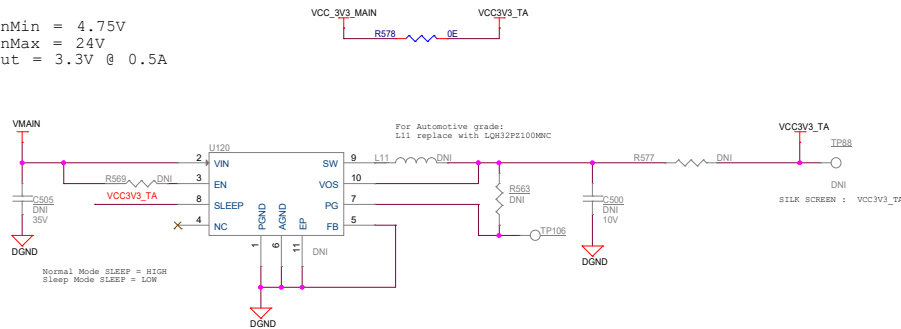 VCC_3V3_MAIN
VCC3V3_TA
R578
0E
nMin = 4.75V
nMax = 24V
ut = 3.3V @ 0.5A
VMAIN
For Automotive grade:
L11 replace with LQH32PZ100MNC
VCC3V3_TA
TP88
U120
2 VIN
SW 9
L11
DNI
R577
DNI
R569
DNI
3 EN
VOS 10
DNI
VCC3V3_TA
8 SLEEP
PG 7
R563
DNI
C505
DNI
35V
C500
DNI
10V
SILK SCREEN : VCC3V3_TA
4 NC
PGND
AGND
EP
FB 5
TP106
1
6
11
DNI
DGND
DGND
Normal Mode SLEEP = HIGH
Sleep Mode SLEEP = LOW
DGND